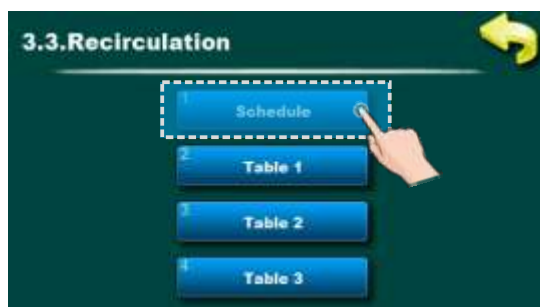 3.3.Recirculation
1 Schedule
2 Table 1
3 Table 2
4 Table 3